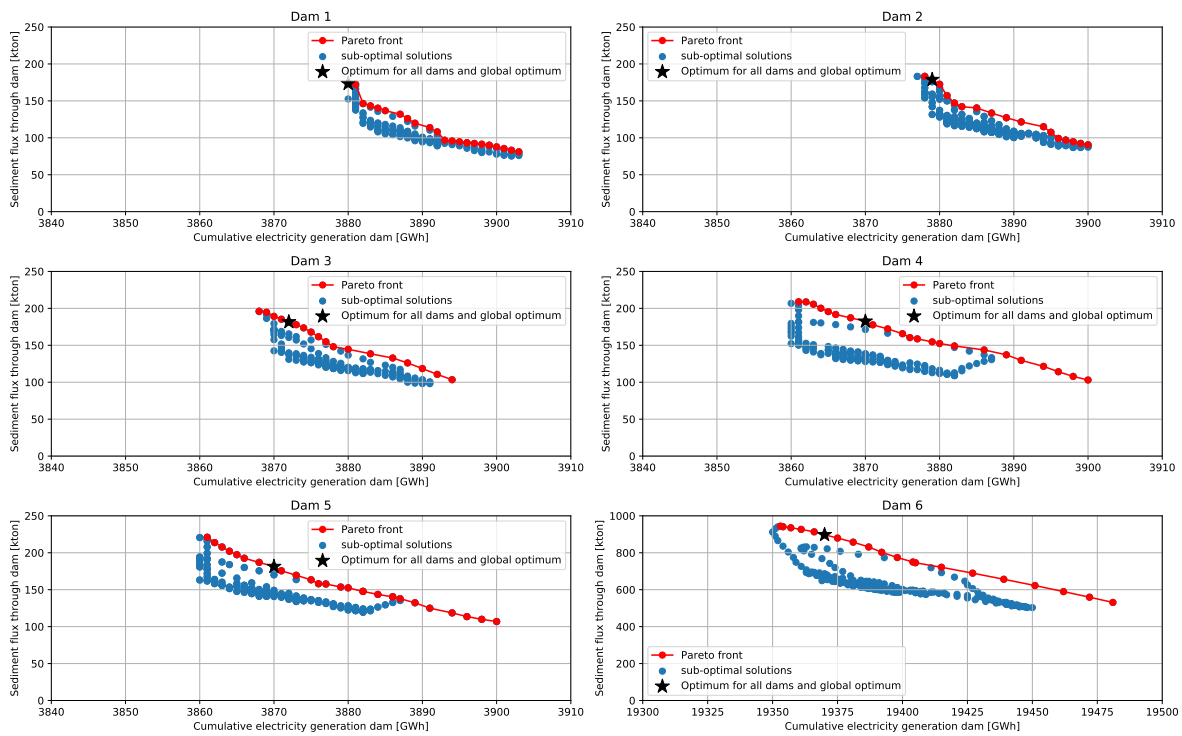 Dam 1
Sediment flux through dam [kton]
250
200
150
100
50
0
Pareto front
sub-optimal solutions
Optimum for all dams and global optimum
3840 3850 3860 3870 3880 3890 3900 3910
Cumulative electricity generation dam [GWh]
Dam 2
Sediment flux through dam [kton]
250
200
150
100
50
0
Pareto front
sub-optimal solutions
Optimum for all dams and global optimum
3840 3850 3860 3870 3880 3890 3900 3910
Cumulative electricity generation dam [GWh]
Dam 3
Sediment flux through dam [kton]
250
200
150
100
50
0
Pareto front
sub-optimal solutions
Optimum for all dams and global optimum
3840 3850 3860 3870 3880 3890 3900 3910
Cumulative electricity generation dam [GWh]
Dam 4
Sediment flux through dam [kton]
250
200
150
100
50
0
Pareto front
sub-optimal solutions
Optimum for all dams and global optimum
3840 3850 3860 3870 3880 3890 3900 3910
Cumulative electricity generation dam [GWh]
Dam 5
Sediment flux through dam [kton]
250
200
150
100
50
0
Pareto front
sub-optimal solutions
Optimum for all dams and global optimum
3840 3850 3860 3870 3880 3890 3900 3910
Cumulative electricity generation dam [GWh]
Dam 6
Sediment flux through dam [kton]
1000
800
600
400
200
0
Pareto front
sub-optimal solutions
Optimum for all dams and global optimum
19300 19325 19350 19375 19400 19425 19450 19475 19500
Cumulative electricity generation dam [GWh]